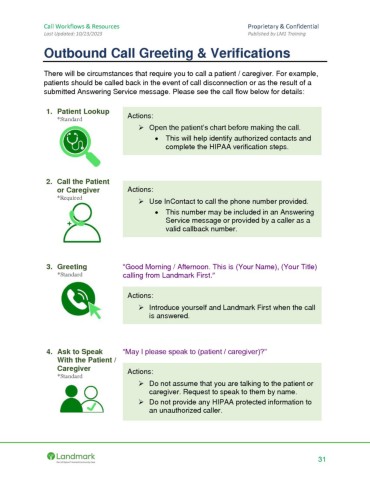 Call Workflows & Resources
Proprietary & Confidential
Last Updated: 10/13/2020
Published by LMS Training
Outbound Call Greeting & Verifications
There will be circumstances that require you to call a patient / caregiver. For example,
patients should be called back in the event of call disconnection or as the result of a
submitted Answering Service message. Please see the call flow below for details:
1. Patient Lookup
*Standard
Actions:
➢ Open the patient's chart before making the call.
• This will help identify authorized contacts and
complete the HIPAA verification steps.
2. Call the Patient
or Caregiver
*Required
Actions:
➢ Use InContact to call the phone number provided.
• This number may be included in an Answering
Service message or provided by a caller as a
valid callback number.
3. Greeting
*Standard
"Good Morning / Afternoon. This is (Your Name), (Your Title)
calling from Landmark First."
Actions:
➢ Introduce yourself and Landmark First when the call
is answered.
4. Ask to Speak
With the Patient /
Caregiver
*Standard
"May I please speak to (patient / caregiver)?"
Actions:
➢ Do not assume that you are talking to the patient or
caregiver. Request to speak to them by name.
➢ Do not provide any HIPAA protected information to
an unauthorized caller.
Landmark
31